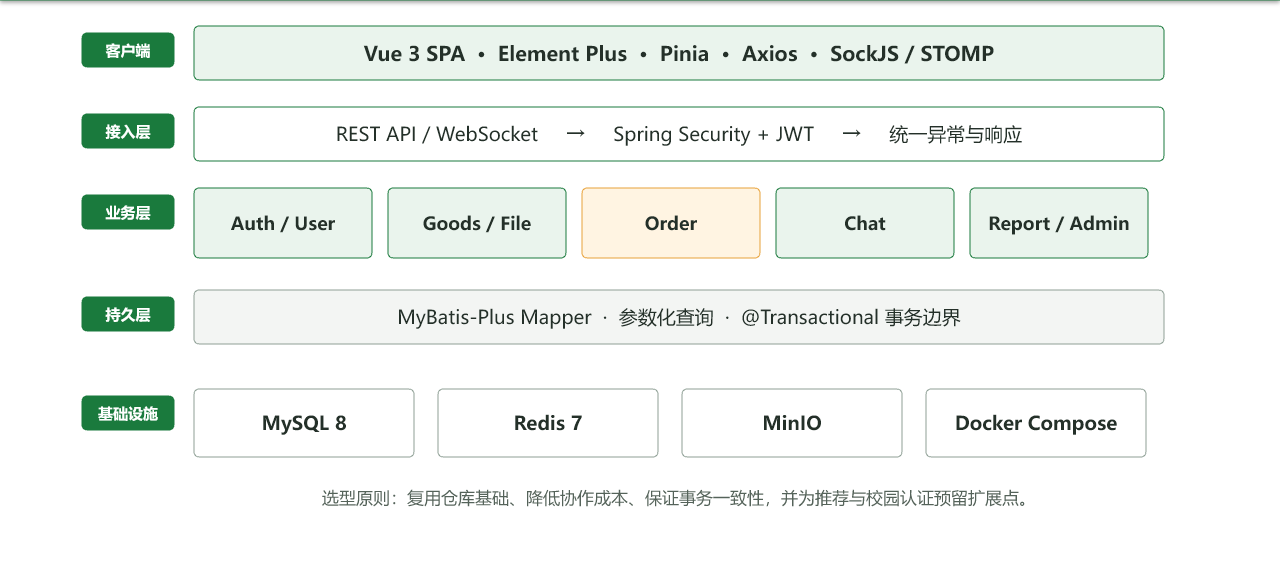 客户端
Vue 3 SPA • Element Plus • Pinia • Axios • SockJS / STOMP
接入层
REST API / WebSocket → Spring Security + JWT → 统一异常与响应
业务层
Auth / User
Goods / File
Order
Chat
Report / Admin
持久层
MyBatis-Plus Mapper · 参数化查询 · @Transactional 事务边界
基础设施
MySQL 8
Redis 7
MinIO
Docker Compose
选型原则：复用仓库基础、降低协作成本、保证事务一致性，并为推荐与校园认证预留扩展点。